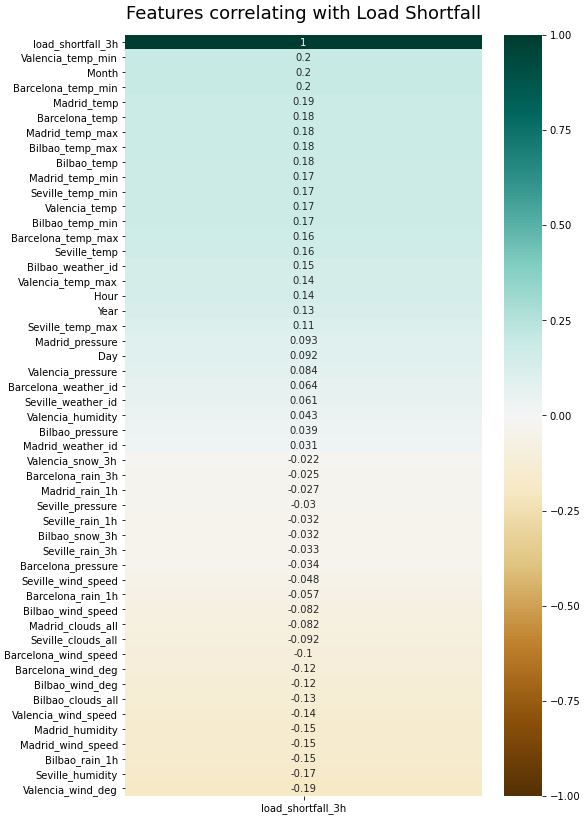 Features correlating with Load Shortfall
load_shortfall_3h 1
Valencia_temp_min 0.2
Month 0.2
Barcelona_temp_min 0.2
Madrid_temp 0.19
Barcelona_temp 0.18
Madrid_temp_max 0.18
Bilbao_temp_max 0.18
Bilbao_temp 0.18
Madrid_temp_min 0.17
Seville_temp_min 0.17
Valencia_temp 0.17
Bilbao_temp_min 0.17
Barcelona_temp_max 0.16
Seville_temp 0.16
Bilbao_weather_id 0.15
Valencia_temp_max 0.14
Hour 0.14
Year 0.13
Seville_temp_max 0.11
Madrid_pressure 0.093
Day 0.092
Valencia_pressure 0.084
Barcelona_weather_id 0.064
Seville_weather_id 0.061
Valencia_humidity 0.043
Bilbao_pressure 0.039
Madrid_weather_id 0.031
Valencia_snow_3h -0.022
Barcelona_rain_3h -0.025
Madrid_rain_1h -0.027
Seville_pressure -0.03
Seville_rain_1h -0.032
Bilbao_snow_3h -0.032
Seville_rain_3h -0.033
Barcelona_pressure -0.034
Seville_wind_speed -0.048
Barcelona_rain_1h -0.057
Bilbao_wind_speed -0.082
Madrid_clouds_all -0.082
Seville_clouds_all -0.092
Barcelona_wind_speed -0.1
Barcelona_wind_deg -0.12
Bilbao_wind_deg -0.12
Bilbao_clouds_all -0.13
Valencia_wind_speed -0.14
Madrid_humidity -0.15
Madrid_wind_speed -0.15
Bilbao_rain_1h -0.15
Seville_humidity -0.17
Valencia_wind_deg -0.19
load_shortfall_3h
1.00
0.75
0.50
0.25
0.00
−0.25
−0.50
−0.75
−1.00